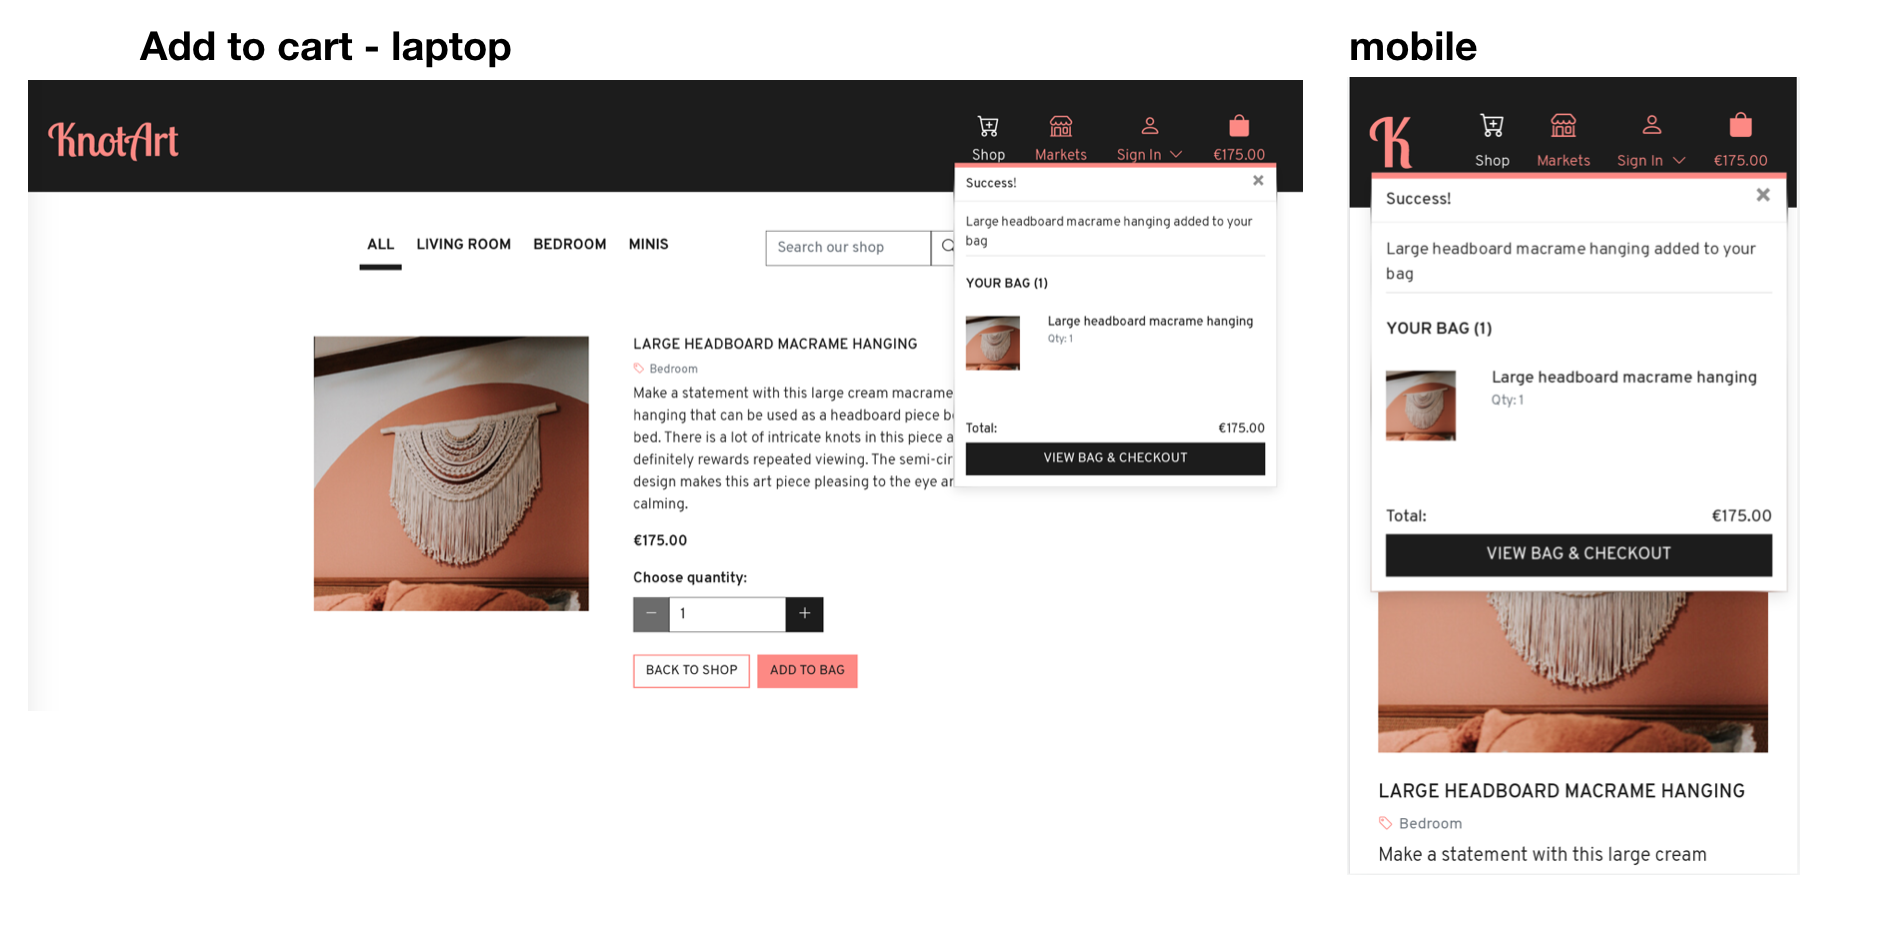 Add to cart - laptop
KnotArt
Shop
Markets
Sign In
€175.00
Success!
Large headboard macrame hanging added to your
bag
YOUR BAG (1)
Large headboard macrame hanging
Qty: 1
Total:
€175.00
VIEW BAG & CHECKOUT
ALL
LIVING ROOM
BEDROOM
MINIS
Search our shop
LARGE HEADBOARD MACRAME HANGING
Bedroom
Make a statement with this large cream macrame
hanging that can be used as a headboard piece
bed. There is a lot of intricate knots in this piece
definitely rewards repeated viewing. The
design makes this art piece pleasing to the eye
calming.
€175.00
Choose quantity:
1
BACK TO SHOP
ADD TO BAG
mobile
K
Shop
Markets
Sign In
€175.00
Success!
Large headboard macrame hanging added to your
bag
YOUR BAG (1)
Large headboard macrame hanging
Qty: 1
Total:
€175.00
VIEW BAG & CHECKOUT
LARGE HEADBOARD MACRAME HANGING
Bedroom
Make a statement with this large cream